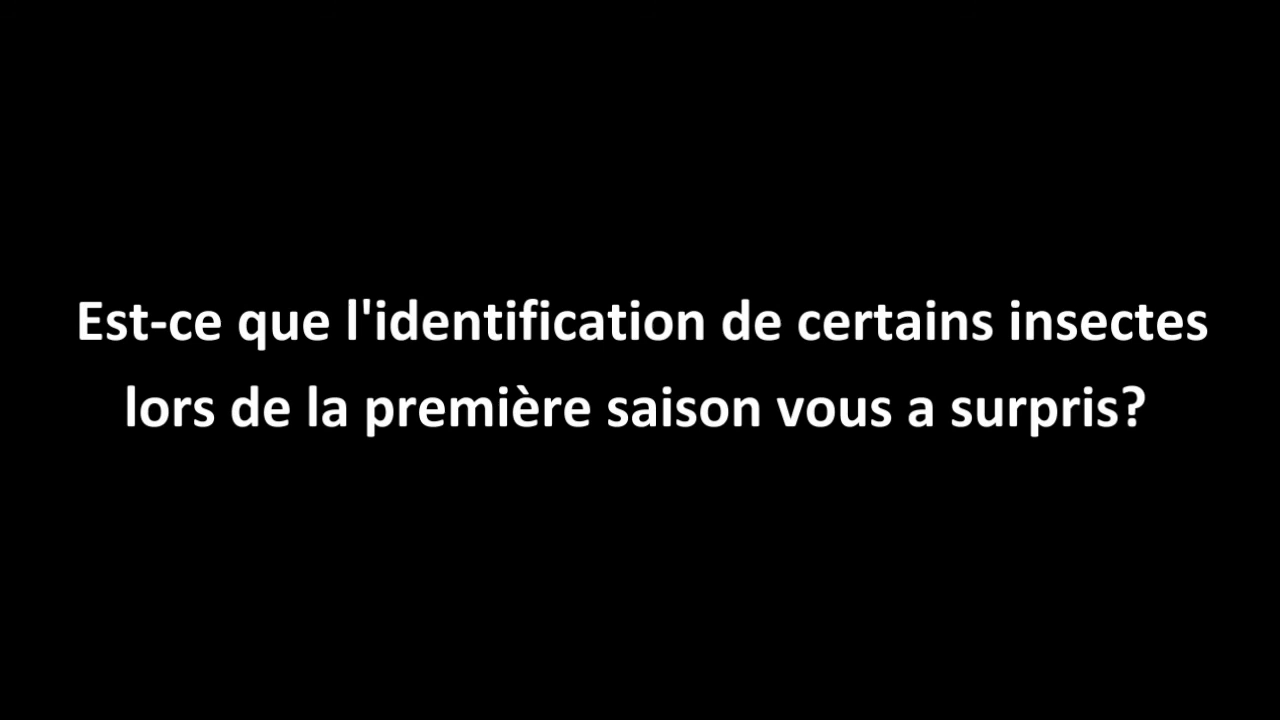 Est-ce que l'identification de certains insectes
lors de la première saison vous a surpris?